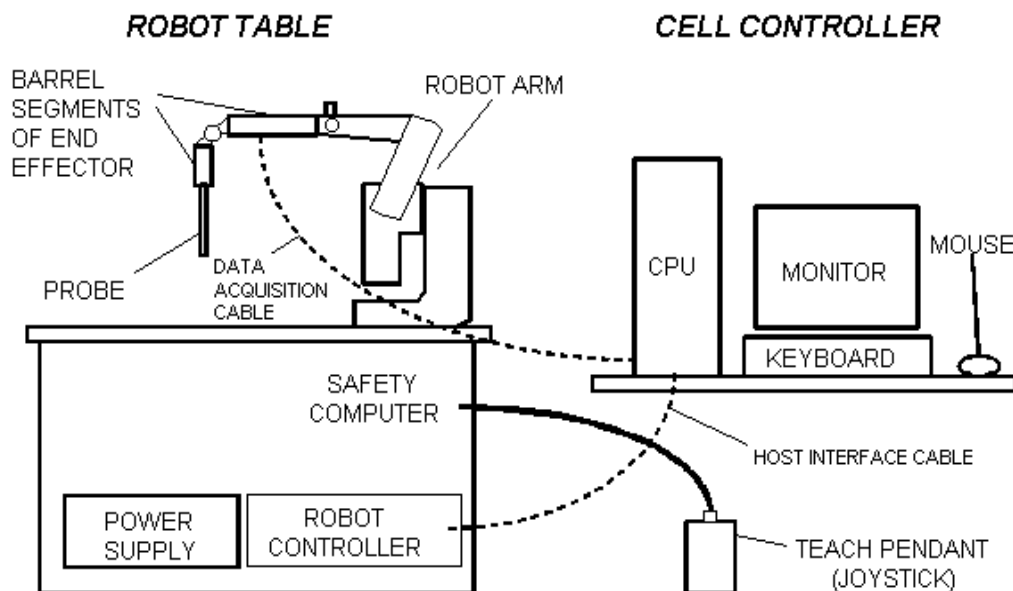 ROBOT TABLE
CELL CONTROLLER
BARREL
SEGMENTS
OF END
EFFECTOR
ROBOT ARM
PROBE
DATA
ACQUISITION
CABLE
CPU
MONITOR
MOUSE
KEYBOARD
SAFETY
COMPUTER
HOST INTERFACE CABLE
POWER
SUPPLY
ROBOT
CONTROLLER
TEACH PENDANT
(JOYSTICK)